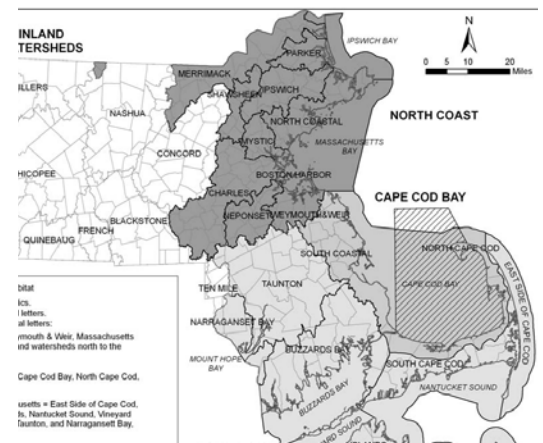 INLAND
TERSHEDS
ILLERS
HICOPEE
QUINEBAUG
FRENCH
BLACKSTONE
NASHUA
CONCORD
MERRIMACK
SHAWSHEEN
PARKER
IPSWICH
IPSWICH BAY
NORTH COASTAL
MYSTIC
MASSACHUSETTS
BAY
BOSTON HARBOR
CHARLES
NEPONSET
WEYMOUTH&WEIR
N
0 5 10 20
Miles
NORTH COAST
CAPE COD BAY
NORTH CAPE COD
CAPE COD BAY
EAST SIDE OF CAPE COD
SOUTH COASTAL
TAUNTON
TEN MILE
NARRAGANSET BAY
MOUNT HOPE
BAY
BUZZARDS BAY
BUZZARDS BAY
SOUTH CAPE COD
NANTUCKET SOUND
YARD SOUND
bitat
ics.
l letters.
al letters:
ymouth & Weir, Massachusetts
nd watersheds north to the
Cape Cod Bay, North Cape Cod,
usetts = East Side of Cape Cod,
ds, Nantucket Sound, Vineyard
Taunton, and Narragansett Bay,